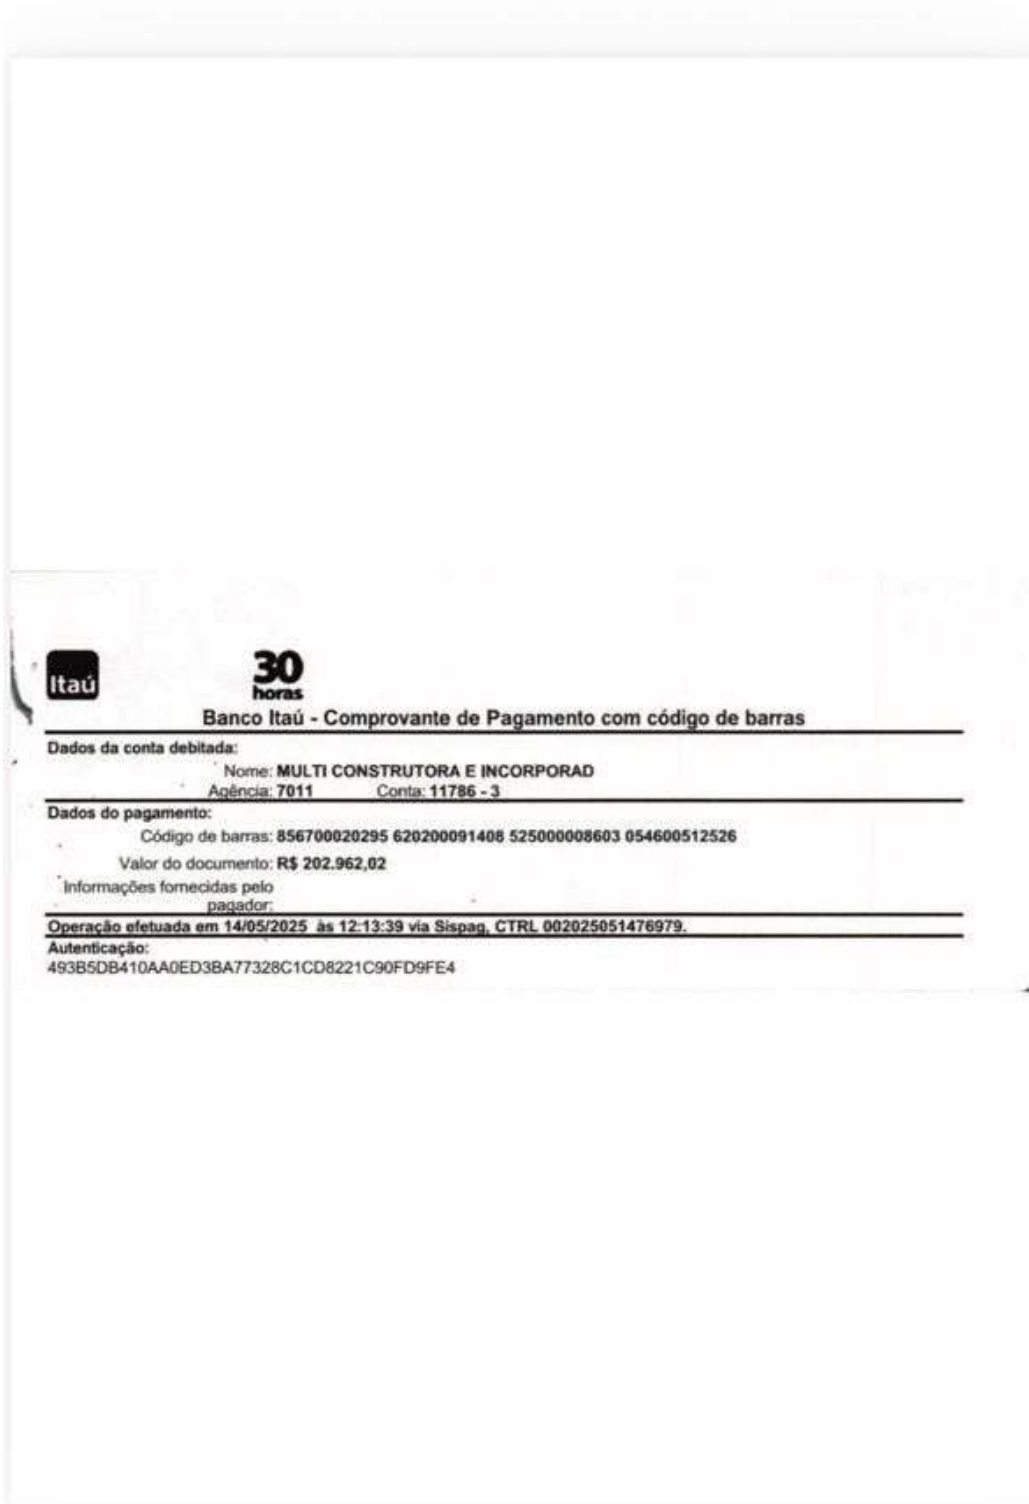 Itaú
30
horas
Banco Itaú - Comprovante de Pagamento com código de barras
Dados da conta debitada:
Nome: MULTI CONSTRUTORA E INCORPORAD
Agência: 7011 Conta: 11786 - 3
Dados do pagamento:
Código de barras: 856700020295 620200091408 525000008603 054600512526
Valor do documento: R$ 202.962,02
Informações fornecidas pelo
pagador:
Operação efetuada em 14/05/2025 às 12:13:39 via Sispag, CTRL 002025051476979.
Autenticação:
493B5DB410AA0ED3BA77328C1CD8221C90FD9FE4